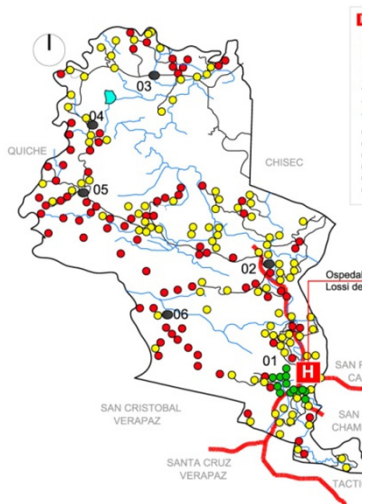 03
04
QUICHE
CHISEC
05
02
Ospedal
Lossi de
06
01
H
SAN P
CA
SAN CRISTOBAL
VERAPAZ
SAN
CHAM
SANTA CRUZ
VERAPAZ
TACTI